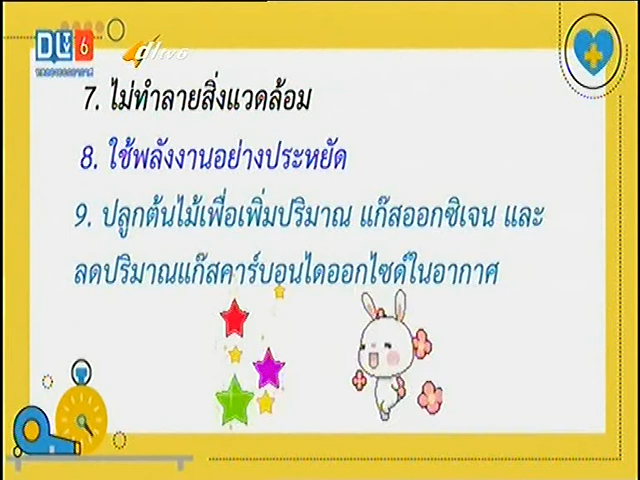 DLTV 6
dltv6
7. ไม่ทำลายสิ่งแวดล้อม
8. ใช้พลังงานอย่างประหยัด
9. ปลูกต้นไม้เพื่อเพิ่มปริมาณ แก๊สออกซิเจน และ
ลดปริมาณแก๊สคาร์บอนไดออกไซด์ในอากาศ